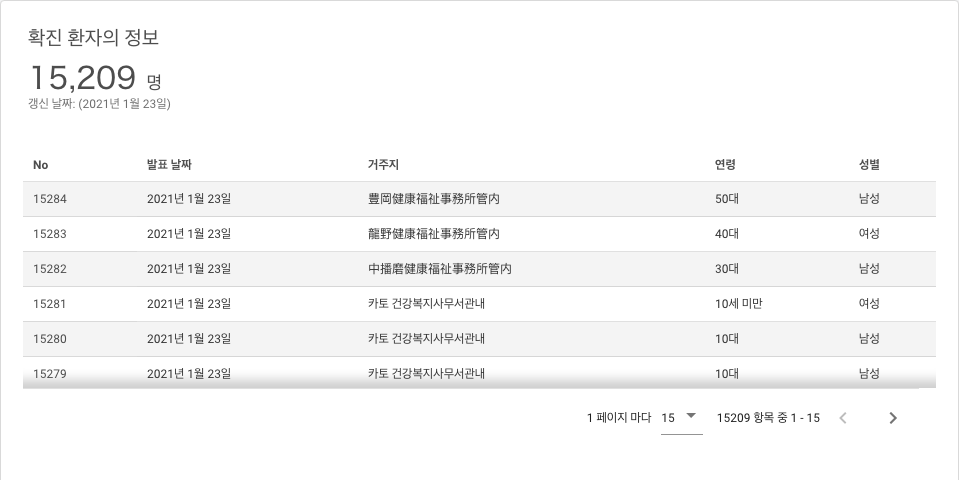 확진 환자의 정보
15,209 명
갱신 날짜: (2021년 1월 23일)
No 발표 날짜 거주지 연령 성별
15284 2021년 1월 23일 豊岡健康福祉事務所管内 50대 남성
15283 2021년 1월 23일 龍野健康福祉事務所管内 40대 여성
15282 2021년 1월 23일 中播磨健康福祉事務所管内 30대 남성
15281 2021년 1월 23일 카토 건강복지사무서관내 10세 미만 여성
15280 2021년 1월 23일 카토 건강복지사무서관내 10대 남성
15279 2021년 1월 23일 카토 건강복지사무서관내 10대 남성
1 페이지 마다 15 15209 항목 중 1 - 15